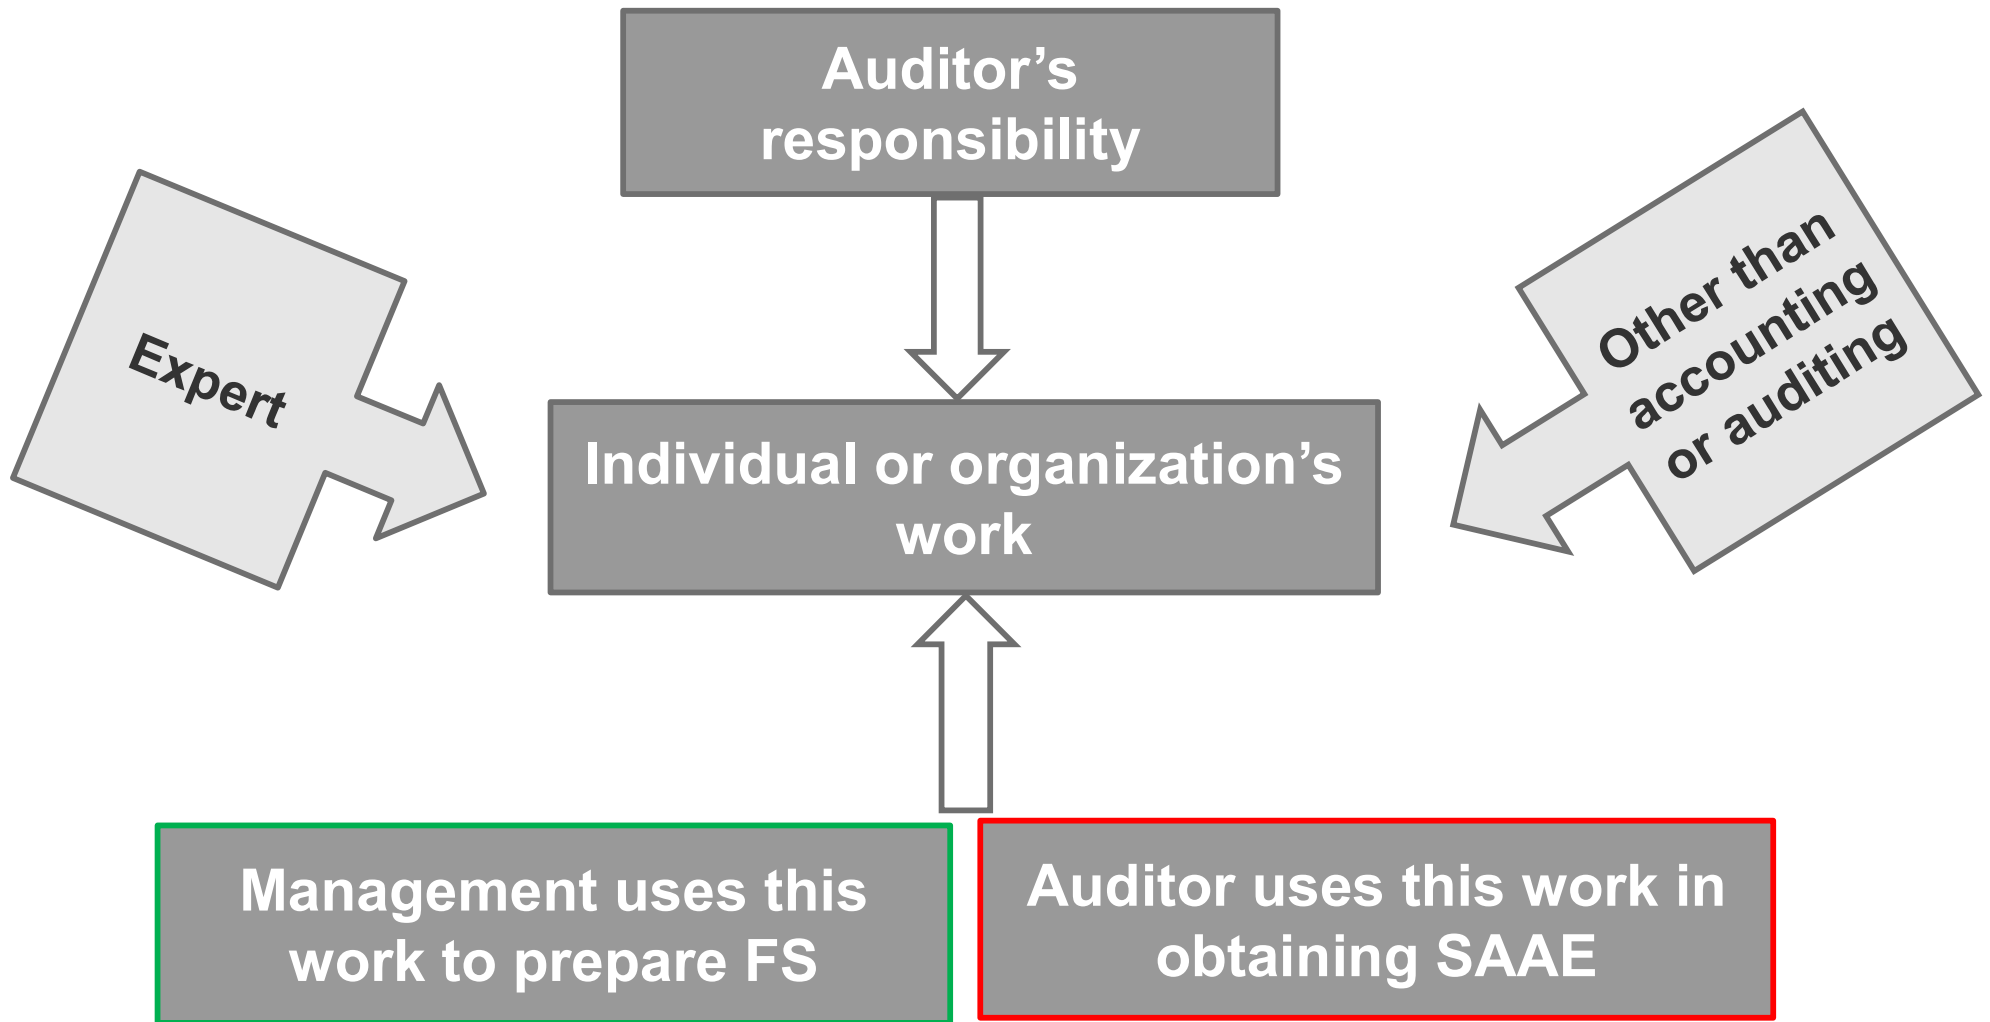 Auditor’s
responsibility
Expert
Other than
accounting
or auditing
Individual or organization’s
work
Management uses this
work to prepare FS
Auditor uses this work in
obtaining SAAE